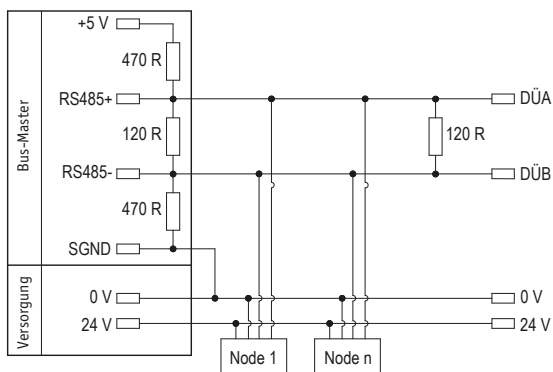 +5 V
470 R
RS485+
DÜA
120 R
120 R
Bus-Master
RS485-
DÜB
470 R
SGND
0 V
0 V
Versorgung
24 V
24 V
Node 1
Node n